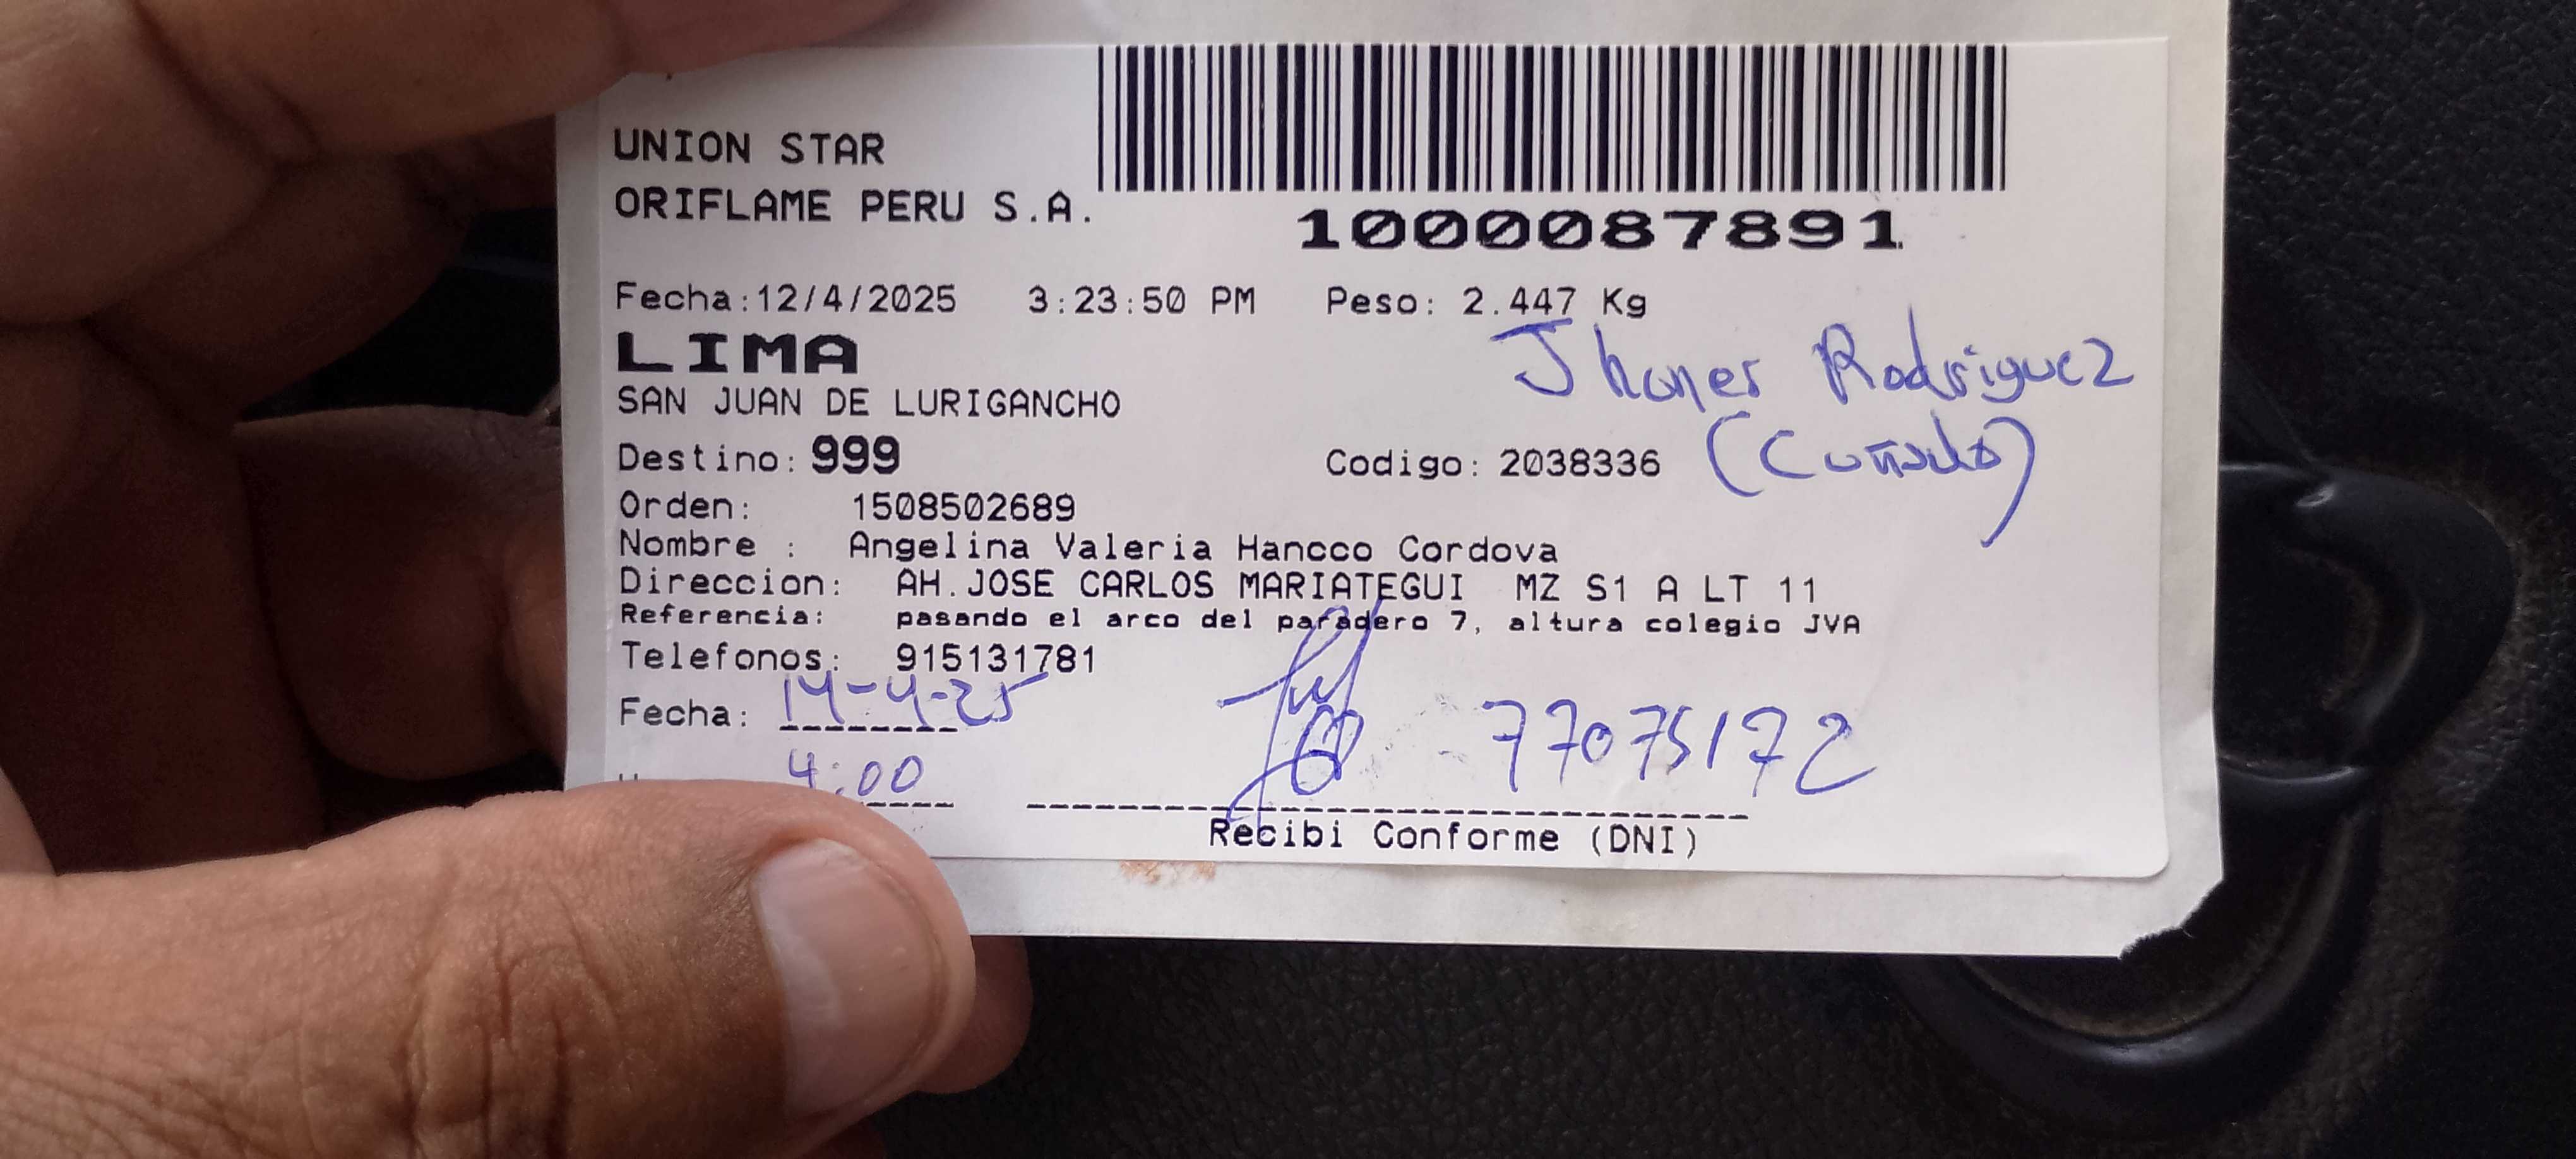 UNION STAR
ORIFLAME PERU S.A.
1000087891
Fecha:12/4/2025 3:23:50 PM Peso: 2.447 Kg
LIMA
Jhoner Rodriguez
SAN JUAN DE LURIGANCHO
(Cuñado)
Destino: 999 Codigo: 2038336
Orden: 1508502689
Nombre : Angelina Valeria Hancco Cordova
Direccion: AH.JOSE CARLOS MARIATEGUI MZ S1 A LT 11
Referencia: pasando el arco del paradero 7, altura colegio JVA
Telefonos: 915131781
Fecha: 14-4-25
77075172
4:00
Recibi Conforme (DNI)